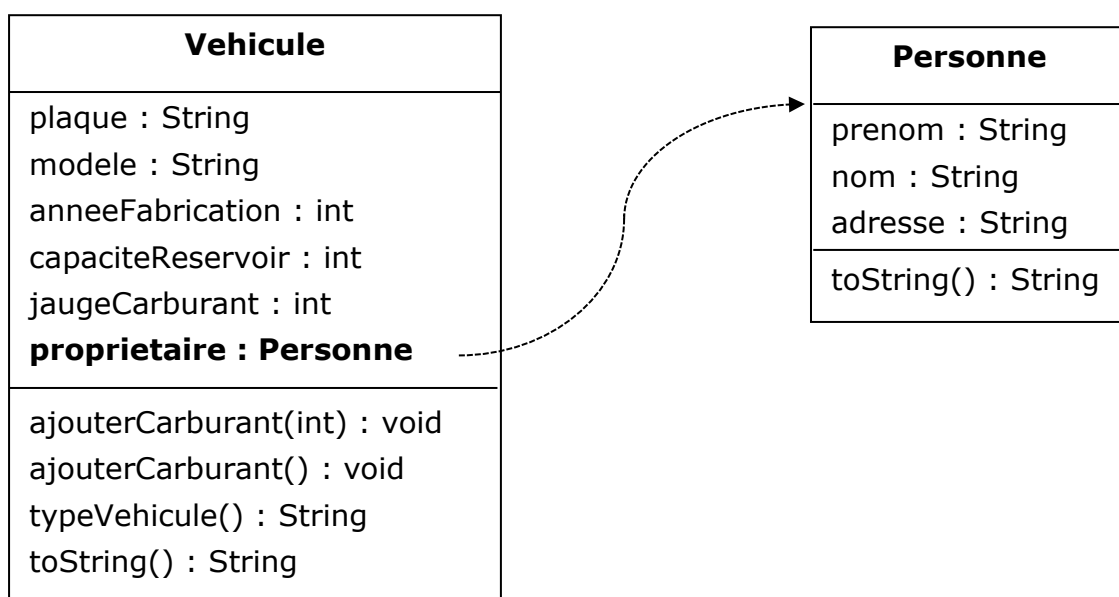 Vehicule
plaque : String
modele : String
anneeFabrication : int
capaciteReservoir : int
jaugeCarburant : int
proprietaire : Personne
ajouterCarburant(int) : void
ajouterCarburant() : void
typeVehicule() : String
toString() : String
Personne
prenom : String
nom : String
adresse : String
toString() : String